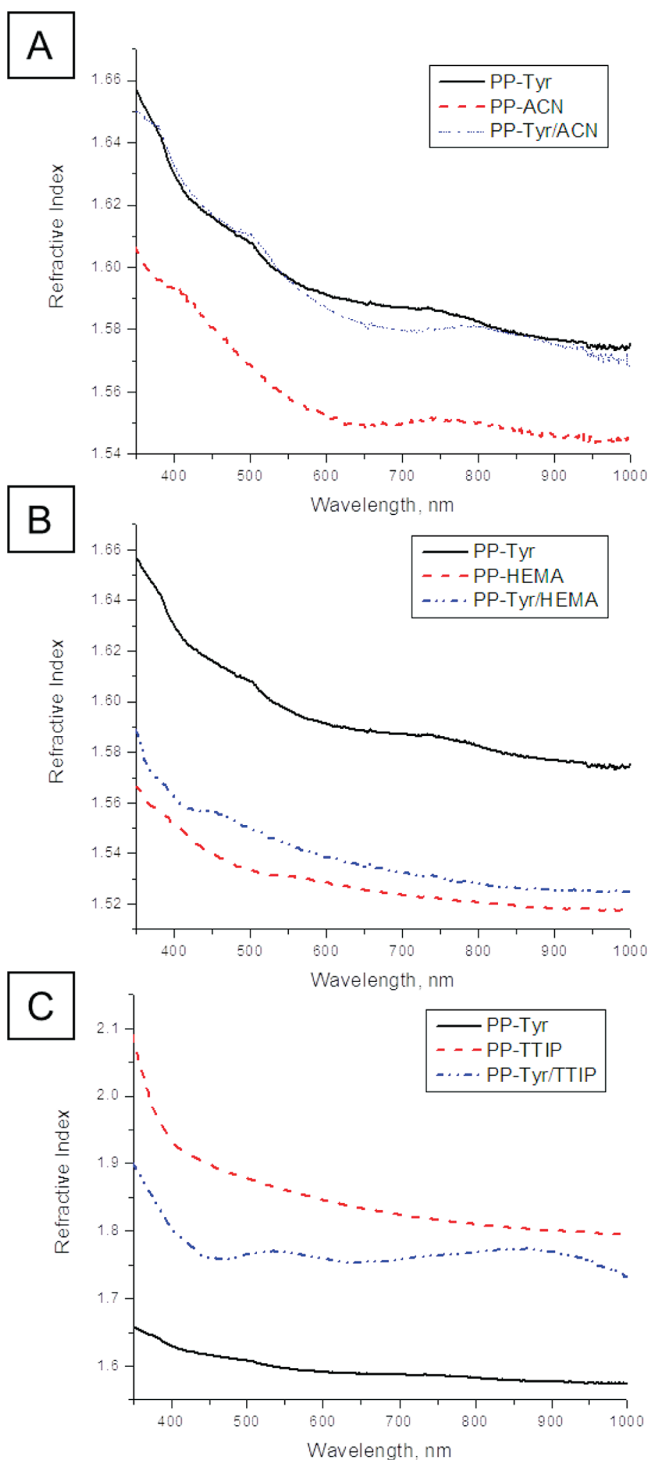 A
PP-Tyr
PP-ACN
PP-Tyr/ACN
1.66
1.64
1.62
1.60
1.58
1.56
1.54
Refractive Index
400 500 600 700 800 900 1000
Wavelength, nm
B
PP-Tyr
PP-HEMA
PP-Tyr/HEMA
1.66
1.64
1.62
1.60
1.58
1.56
1.54
1.52
Refractive Index
400 500 600 700 800 900 1000
Wavelength, nm
C
PP-Tyr
PP-TTIP
PP-Tyr/TTIP
2.1
2.0
1.9
1.8
1.7
1.6
Refractive Index
400 500 600 700 800 900 1000
Wavelength, nm